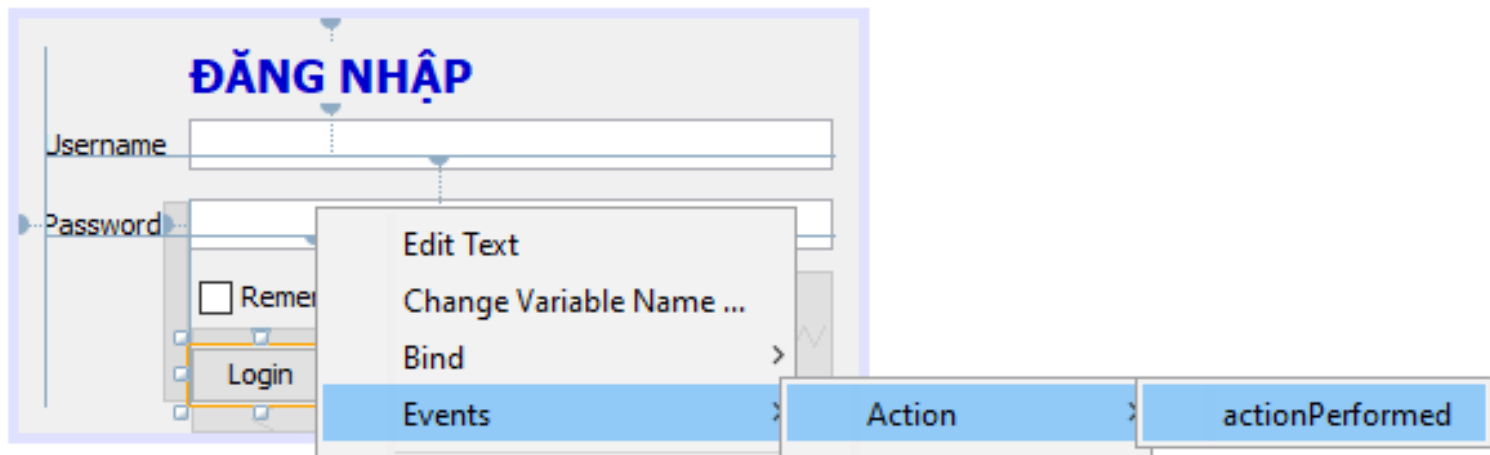 ĐĂNG NHẬP
Username
Password
Edit Text
Change Variable Name ...
Bind
Login
Events
Action
actionPerformed